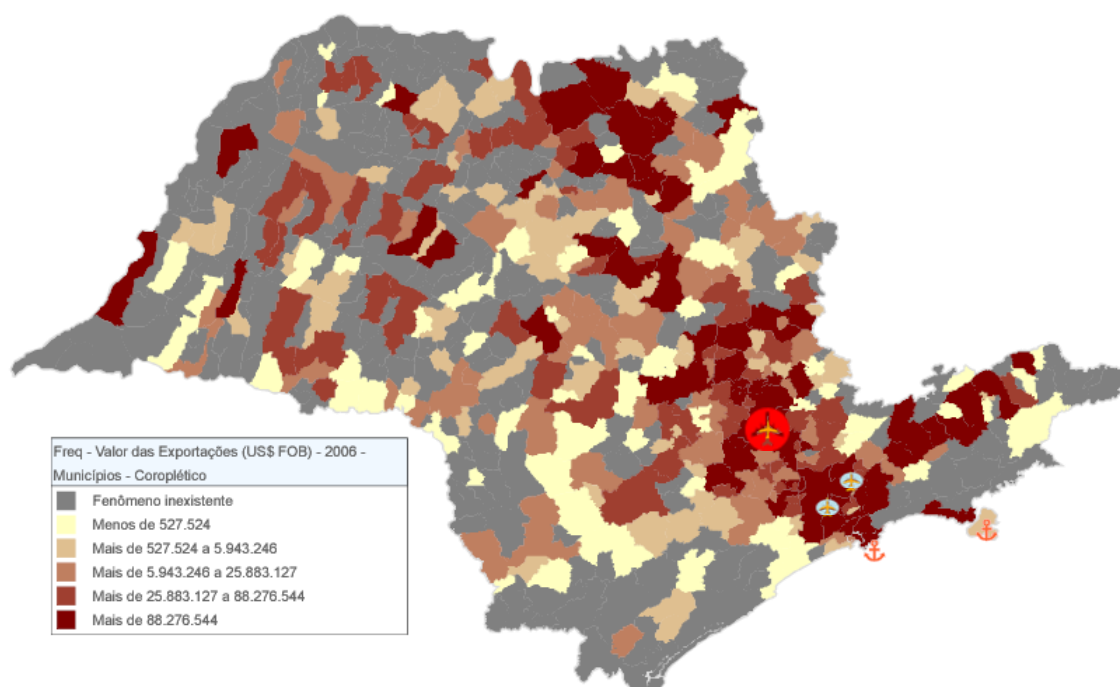 Freq - Valor das Exportações (US$ FOB) - 2006 -
Municípios - Coroplético
Fenômeno inexistente
Menos de 527.524
Mais de 527.524 a 5.943.246
Mais de 5.943.246 a 25.883.127
Mais de 25.883.127 a 88.276.544
Mais de 88.276.544